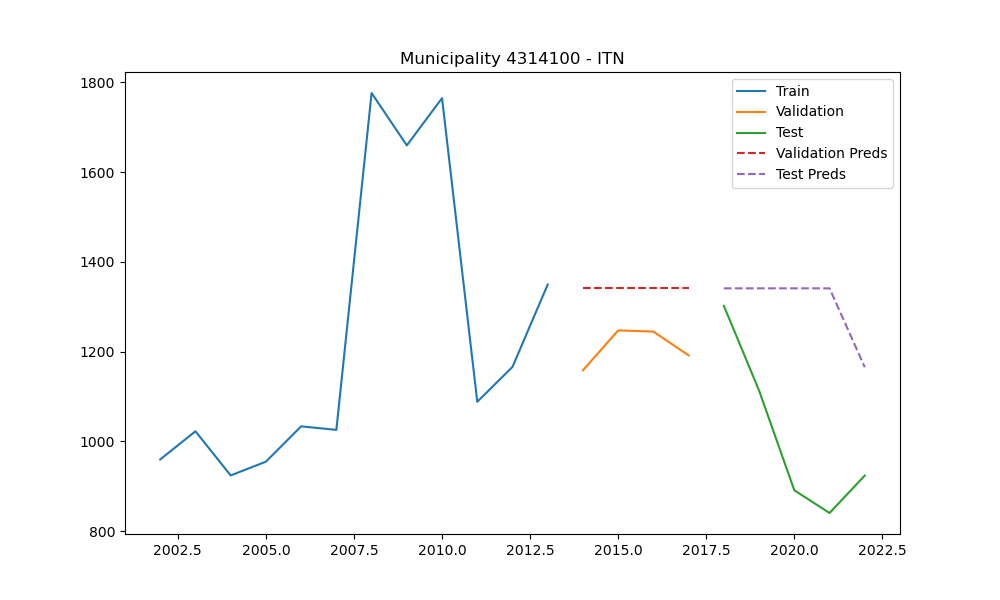 Municipality 4314100 - ITN
1800
1600
1400
1200
1000
800
2002.5 2005.0 2007.5 2010.0 2012.5 2015.0 2017.5 2020.0 2022.5
Train
Validation
Test
Validation Preds
Test Preds